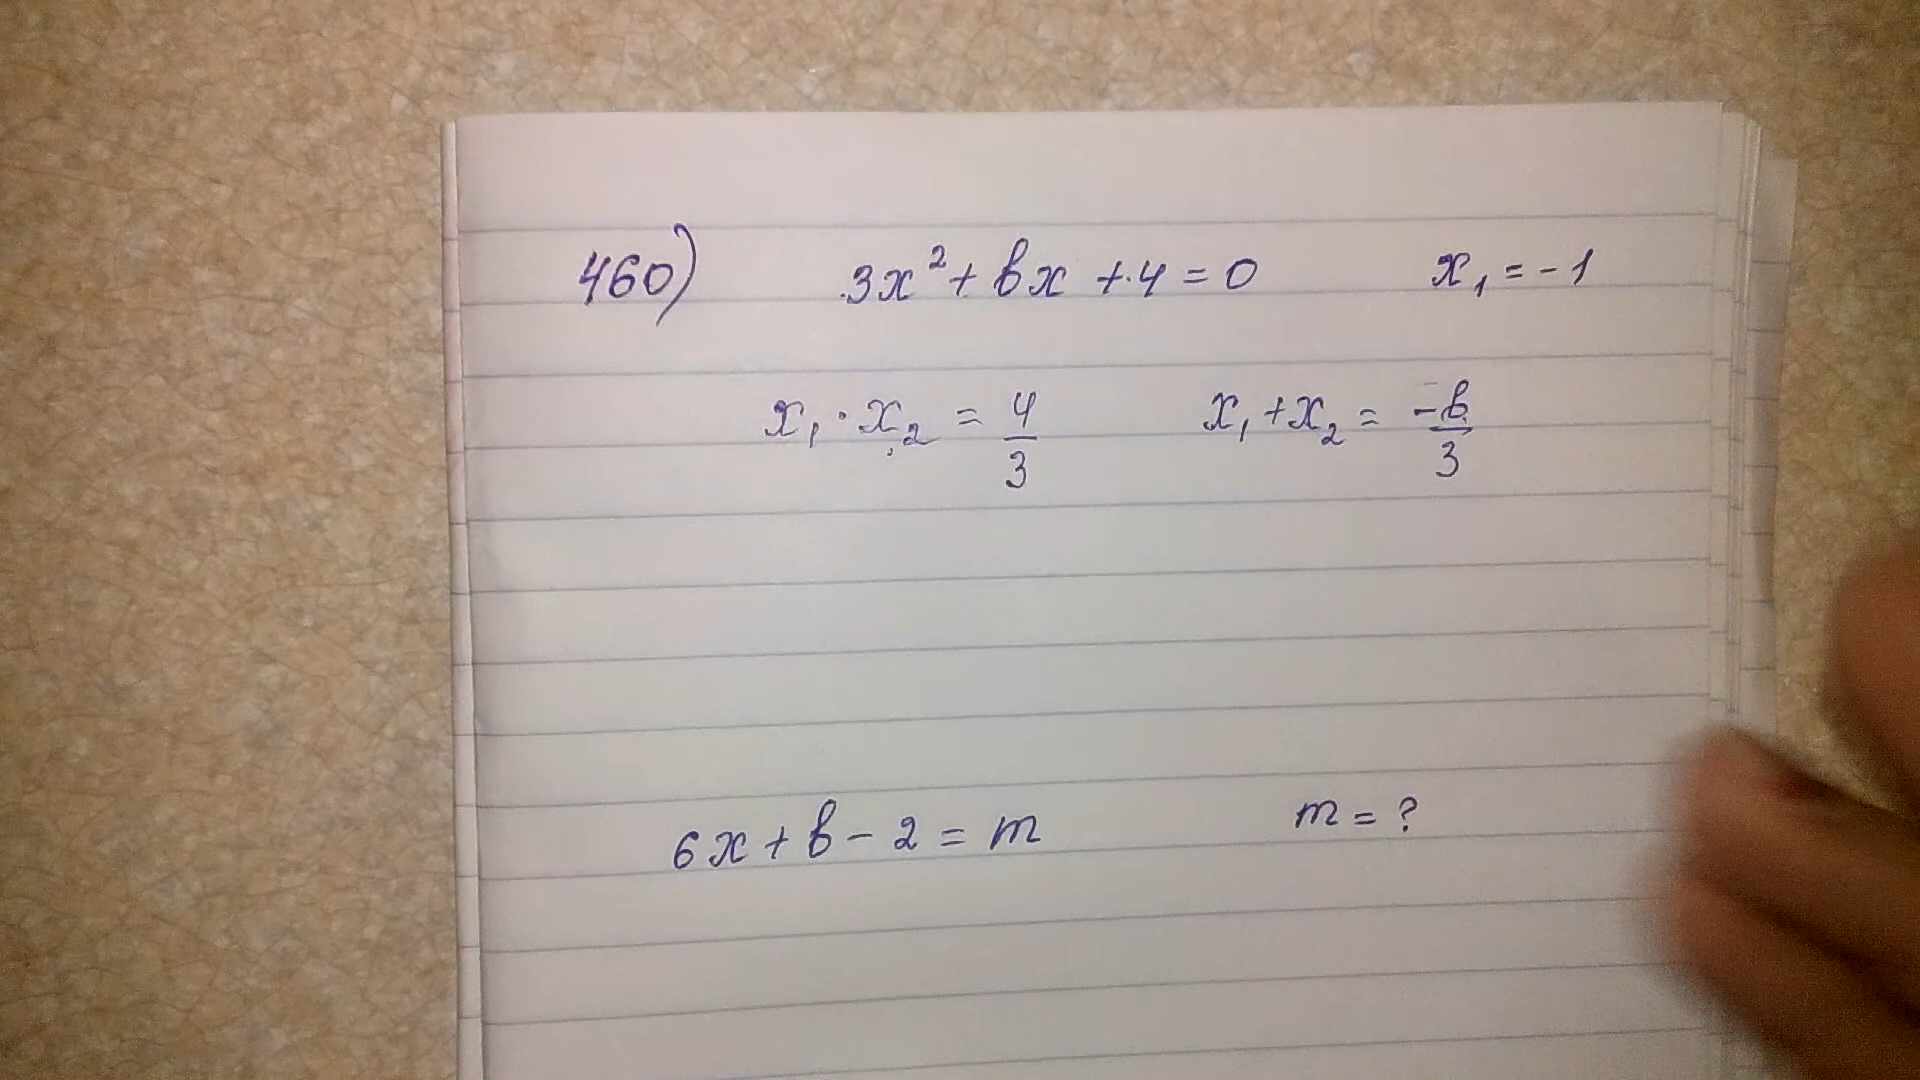 460) 3x² + bx + 4 = 0 x₁ = -1
x₁ · x₂ = 4/3 x₁ + x₂ = -b/3
6x + b - 2 = m m = ?